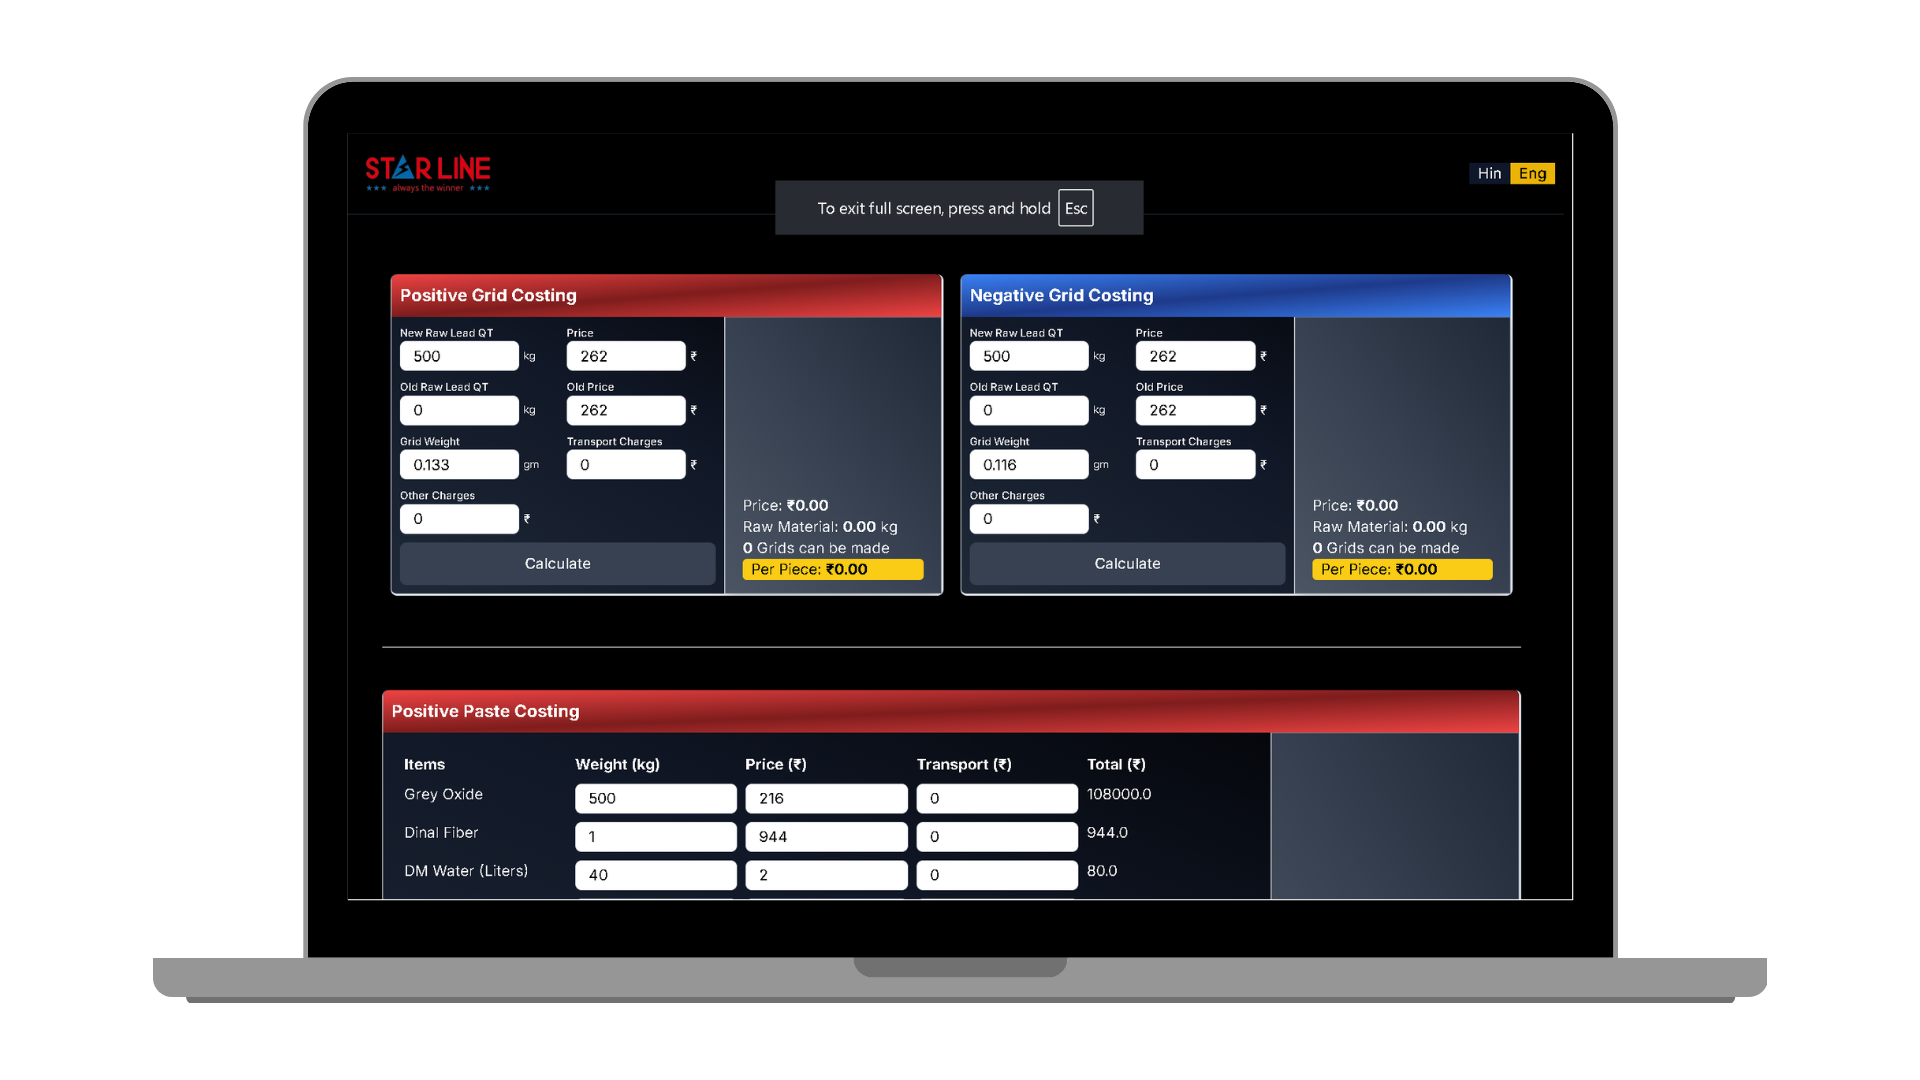 STAR LINE
★★★ always the winner ★★★
Hin Eng
To exit full screen, press and hold Esc
Positive Grid Costing
New Raw Lead QT Price
500 kg 262 ₹
Old Raw Lead QT Old Price
0 kg 262 ₹
Grid Weight Transport Charges
0.133 gm 0 ₹
Other Charges
0 ₹
Calculate
Price: ₹0.00
Raw Material: 0.00 kg
0 Grids can be made
Per Piece: ₹0.00
Negative Grid Costing
New Raw Lead QT Price
500 kg 262 ₹
Old Raw Lead QT Old Price
0 kg 262 ₹
Grid Weight Transport Charges
0.116 gm 0 ₹
Other Charges
0 ₹
Calculate
Price: ₹0.00
Raw Material: 0.00 kg
0 Grids can be made
Per Piece: ₹0.00
Positive Paste Costing
Items Weight (kg) Price (₹) Transport (₹) Total (₹)
Grey Oxide 500 216 0 108000.0
Dinal Fiber 1 944 0 944.0
DM Water (Liters) 40 2 0 80.0